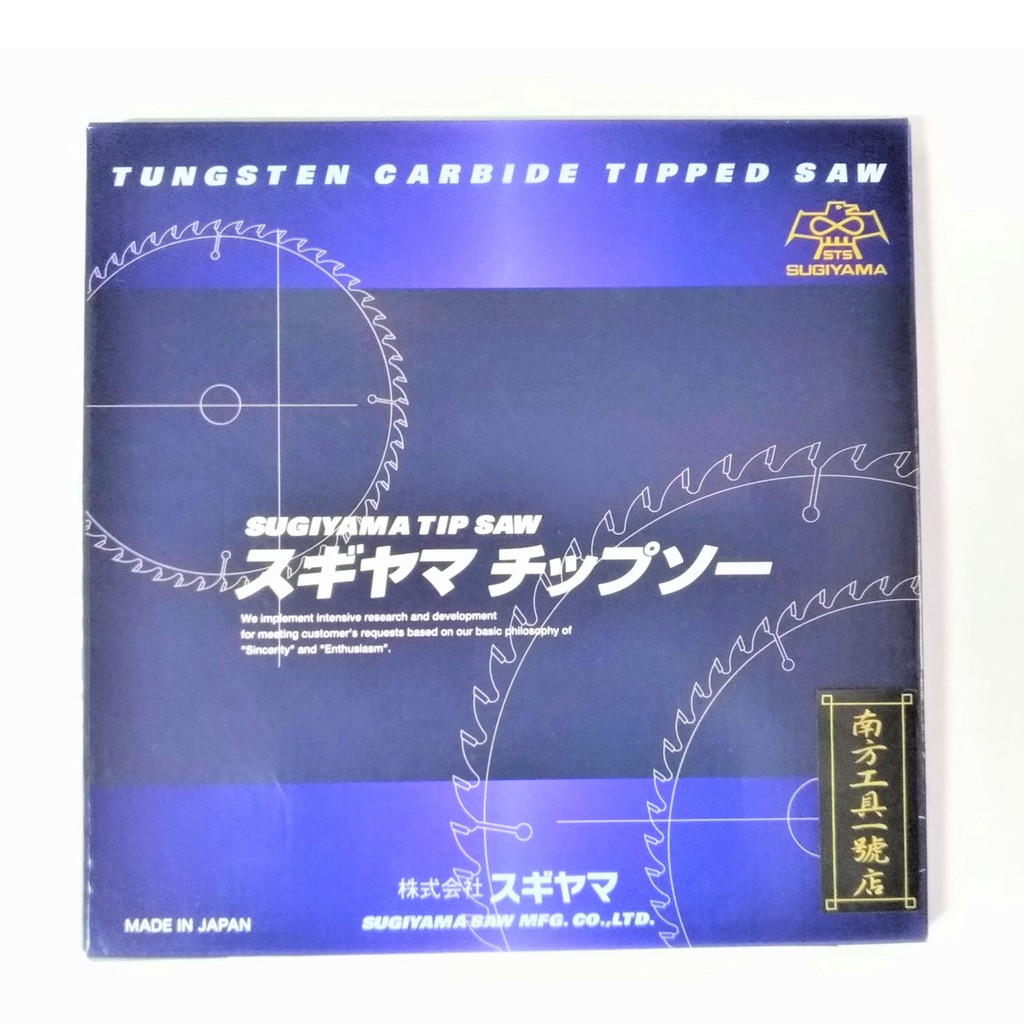 TUNGSTEN CARBIDE TIPPED SAW
STS
SUGIYAMA
SUGIYAMA TIP SAW
スギヤマ チップソー
We implement intensive research and development
for meeting customer's requests based on our basic philosophy of
"Sincerity" and "Enthusiasm".
南方工具一號店
株式会社 スギヤマ
SUGIYAMA SAW MFG. CO.,LTD.
MADE IN JAPAN